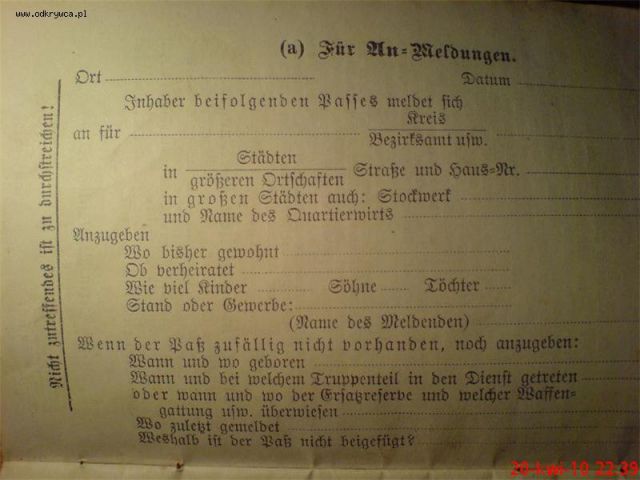 www.odkrywca.pl
(a) Für An-Meldungen.
Ort
Datum
Inhaber beifolgenden Passes meldet sich
an für
Kreis
Bezirksamt usw.
in
Städten
größeren Ortschaften
Straße und Haus-Nr.
in großen Städten auch: Stockwerk
und Name des Quartierwirts
Anzugeben
Wo bisher gewohnt
Ob verheiratet
Wie viel Kinder Söhne Töchter
Stand oder Gewerbe:
(Name des Meldenden)
Wenn der Paß zufällig nicht vorhanden, noch anzugeben:
Wann und wo geboren
Wann und bei welchem Truppenteil in den Dienst getreten
oder wann und wo der Ersatzreserve und welcher Waffen-
gattung usw. überwiesen
Wo zuletzt gemeldet
Weshalb ist der Paß nicht beigefügt?
Nicht zutreffendes ist zu durchstreichen!
20-kwi-10 22:39